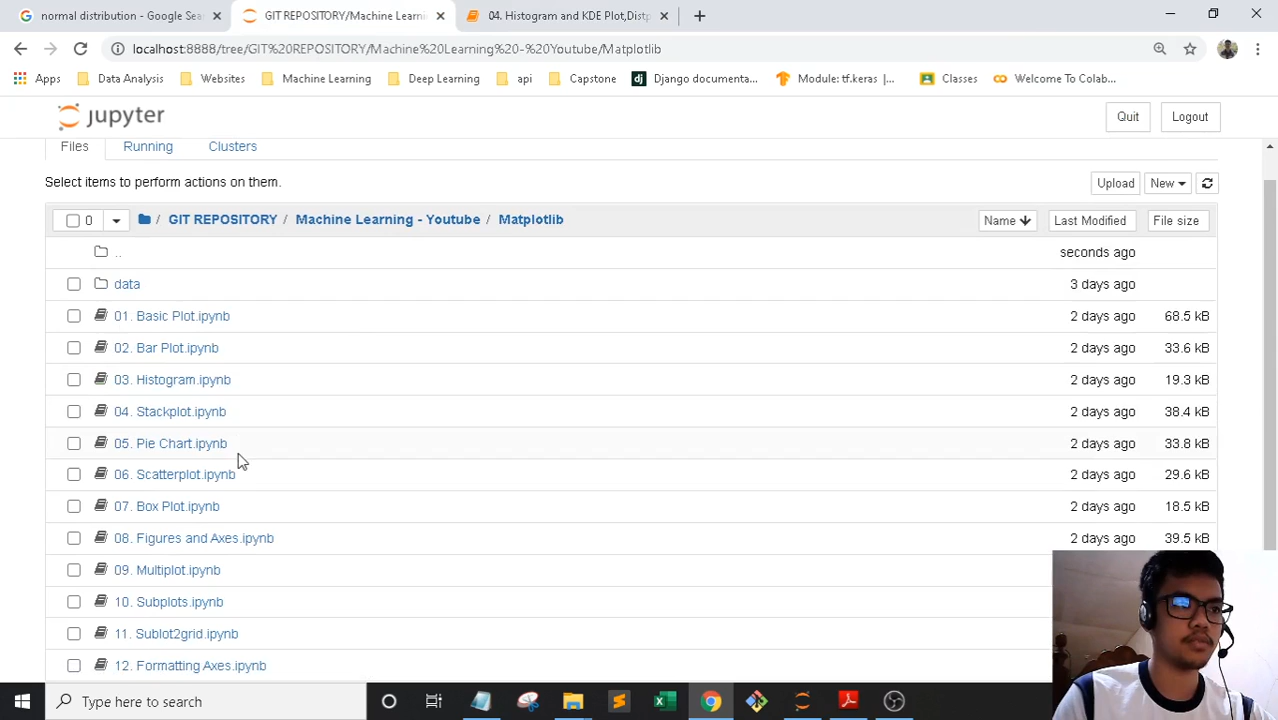 normal distribution - Google Sea
GIT REPOSITORY/Machine Learni
04. Histogram and KDE Plot,Distp
localhost:8888/tree/GIT%20REPOSITORY/Machine%20Learning%20-%20Youtube/Matplotlib
Apps
Data Analysis
Websites
Machine Learning
Deep Learning
api
Capstone
dj
Django documenta...
Module: tf.keras |...
Classes
Welcome To Colab...
jupyter
Quit
Logout
Files
Running
Clusters
Select items to perform actions on them.
Upload
New
0
/ GIT REPOSITORY / Machine Learning - Youtube / Matplotlib
Name
Last Modified
File size
..
seconds ago
data
3 days ago
01. Basic Plot.ipynb
2 days ago
68.5 kB
02. Bar Plot.ipynb
2 days ago
33.6 kB
03. Histogram.ipynb
2 days ago
19.3 kB
04. Stackplot.ipynb
2 days ago
38.4 kB
05. Pie Chart.ipynb
2 days ago
33.8 kB
06. Scatterplot.ipynb
2 days ago
29.6 kB
07. Box Plot.ipynb
2 days ago
18.5 kB
08. Figures and Axes.ipynb
2 days ago
39.5 kB
09. Multiplot.ipynb
10. Subplots.ipynb
11. Sublot2grid.ipynb
12. Formatting Axes.ipynb
Type here to search